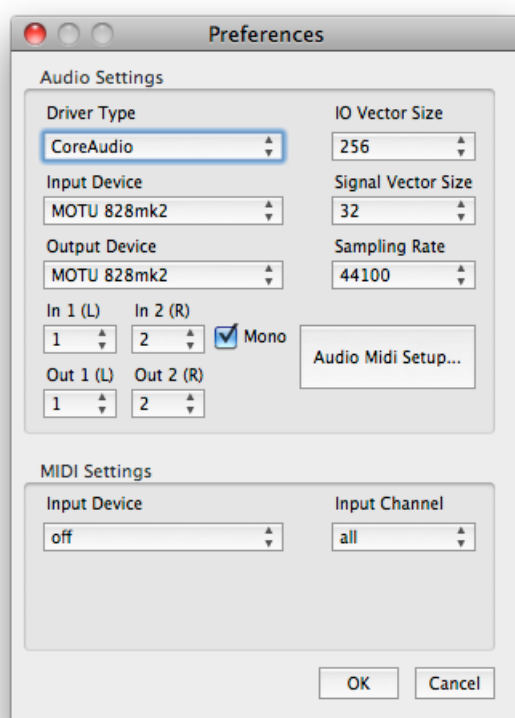 Preferences
Audio Settings
Driver Type
IO Vector Size
CoreAudio
256
Input Device
Signal Vector Size
MOTU 828mk2
32
Output Device
Sampling Rate
MOTU 828mk2
44100
In 1 (L)
In 2 (R)
1
2
Mono
Audio Midi Setup...
Out 1 (L)
Out 2 (R)
1
2
MIDI Settings
Input Device
Input Channel
off
all
OK
Cancel